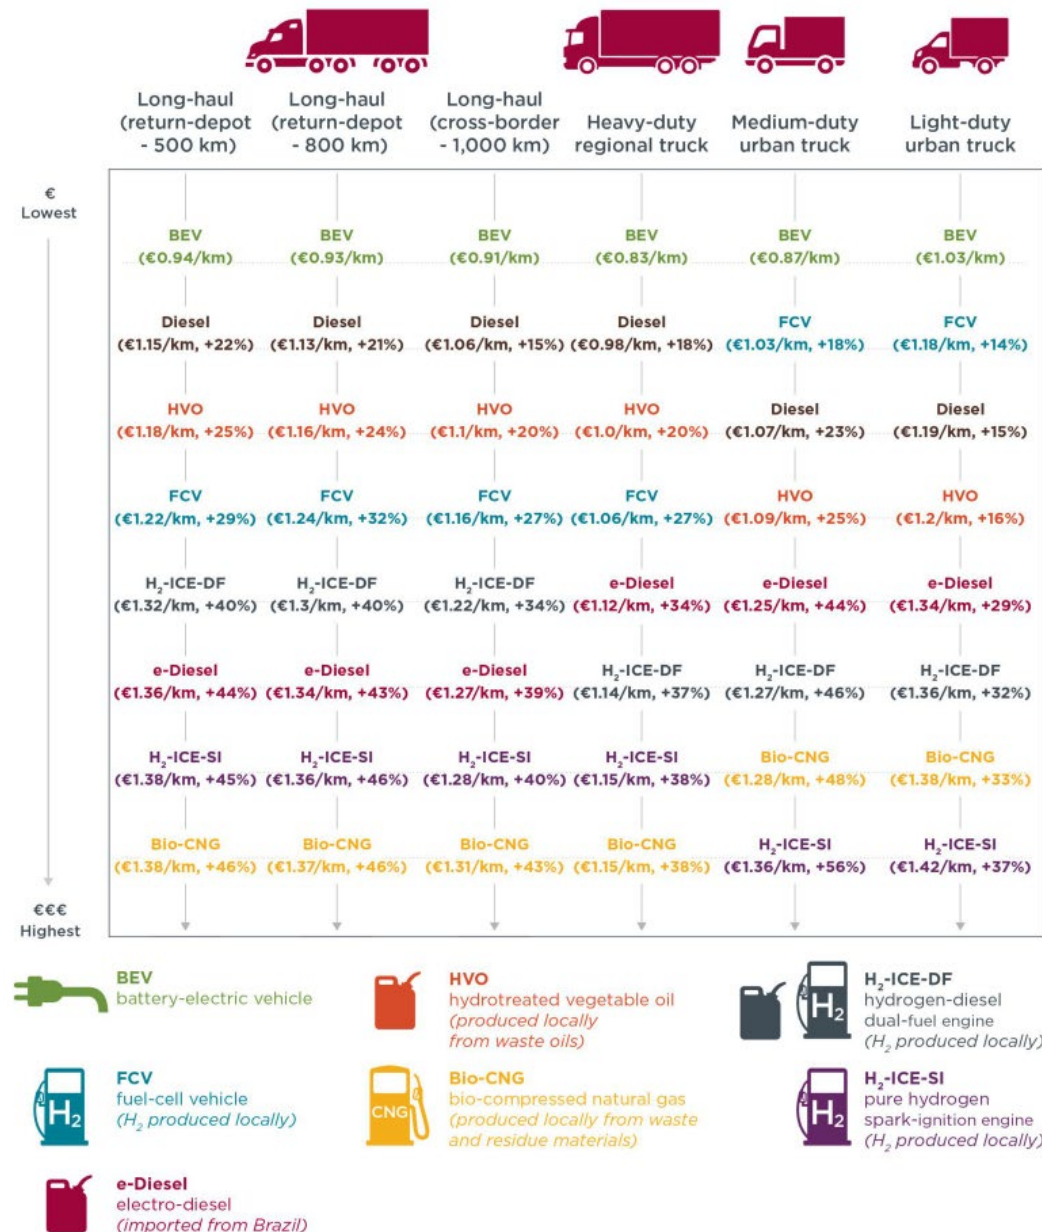 Long-haul
(return-depot
- 500 km)
Long-haul
(return-depot
- 800 km)
Long-haul
(cross-border
- 1,000 km)
Heavy-duty
regional truck
Medium-duty
urban truck
Light-duty
urban truck
€
Lowest
BEV
(€0.94/km)
BEV
(€0.93/km)
BEV
(€0.91/km)
BEV
(€0.83/km)
BEV
(€0.87/km)
BEV
(€1.03/km)
Diesel
(€1.15/km, +22%)
Diesel
(€1.13/km, +21%)
Diesel
(€1.06/km, +15%)
Diesel
(€0.98/km, +18%)
FCV
(€1.03/km, +18%)
FCV
(€1.18/km, +14%)
HVO
(€1.18/km, +25%)
HVO
(€1.16/km, +24%)
HVO
(€1.1/km, +20%)
HVO
(€1.0/km, +20%)
Diesel
(€1.07/km, +23%)
Diesel
(€1.19/km, +15%)
FCV
(€1.22/km, +29%)
FCV
(€1.24/km, +32%)
FCV
(€1.16/km, +27%)
FCV
(€1.06/km, +27%)
HVO
(€1.09/km, +25%)
HVO
(€1.2/km, +16%)
H₂-ICE-DF
(€1.32/km, +40%)
H₂-ICE-DF
(€1.3/km, +40%)
H₂-ICE-DF
(€1.22/km, +34%)
e-Diesel
(€1.12/km, +34%)
e-Diesel
(€1.25/km, +44%)
e-Diesel
(€1.34/km, +29%)
e-Diesel
(€1.36/km, +44%)
e-Diesel
(€1.34/km, +43%)
e-Diesel
(€1.27/km, +39%)
H₂-ICE-DF
(€1.14/km, +37%)
H₂-ICE-DF
(€1.27/km, +46%)
H₂-ICE-DF
(€1.36/km, +32%)
H₂-ICE-SI
(€1.38/km, +45%)
H₂-ICE-SI
(€1.36/km, +46%)
H₂-ICE-SI
(€1.28/km, +40%)
H₂-ICE-SI
(€1.15/km, +38%)
Bio-CNG
(€1.28/km, +48%)
Bio-CNG
(€1.38/km, +33%)
Bio-CNG
(€1.38/km, +46%)
Bio-CNG
(€1.37/km, +46%)
Bio-CNG
(€1.31/km, +43%)
Bio-CNG
(€1.15/km, +38%)
H₂-ICE-SI
(€1.36/km, +56%)
H₂-ICE-SI
(€1.42/km, +37%)
€€€
Highest
BEV
battery-electric vehicle
HVO
hydrotreated vegetable oil
(produced locally
from waste oils)
H₂
H₂-ICE-DF
hydrogen-diesel
dual-fuel engine
(H₂ produced locally)
H₂
FCV
fuel-cell vehicle
(H₂ produced locally)
CNG
Bio-CNG
bio-compressed natural gas
(produced locally from waste
and residue materials)
H₂
H₂-ICE-SI
pure hydrogen
spark-ignition engine
(H₂ produced locally)
e-Diesel
electro-diesel
(imported from Brazil)